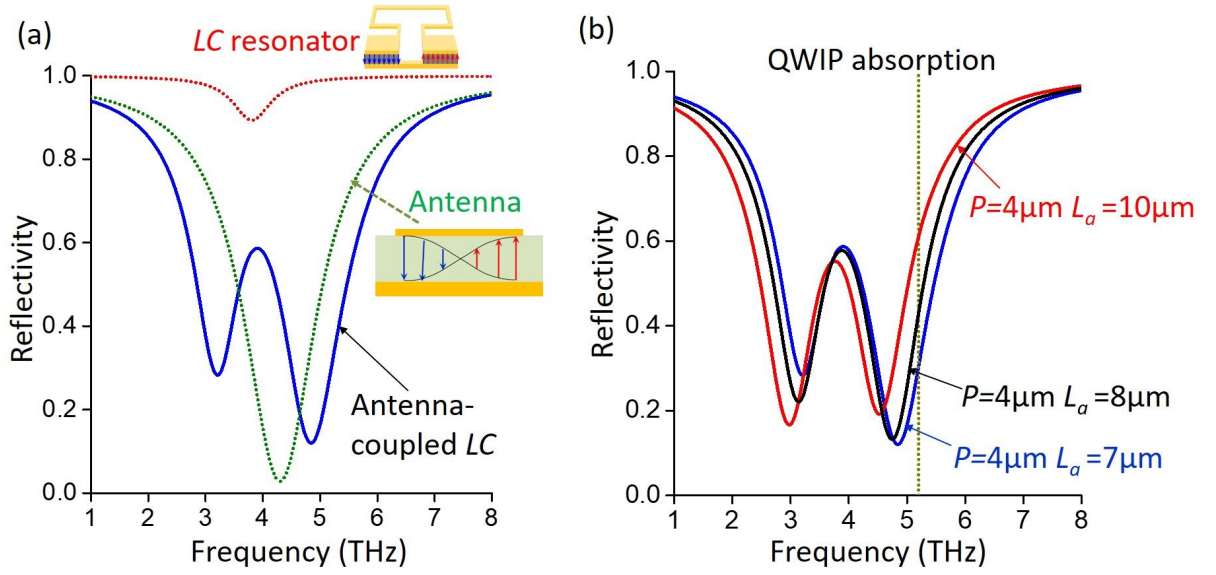 (a)
LC resonator
1.0
0.8
0.6
0.4
0.2
0.0
Reflectivity
Antenna
Antenna-
coupled LC
1 2 3 4 5 6 7 8
Frequency (THz)
(b)
QWIP absorption
1.0
0.8
0.6
0.4
0.2
0.0
Reflectivity
P=4μm La =10μm
P=4μm La =8μm
P=4μm La =7μm
1 2 3 4 5 6 7 8
Frequency (THz)